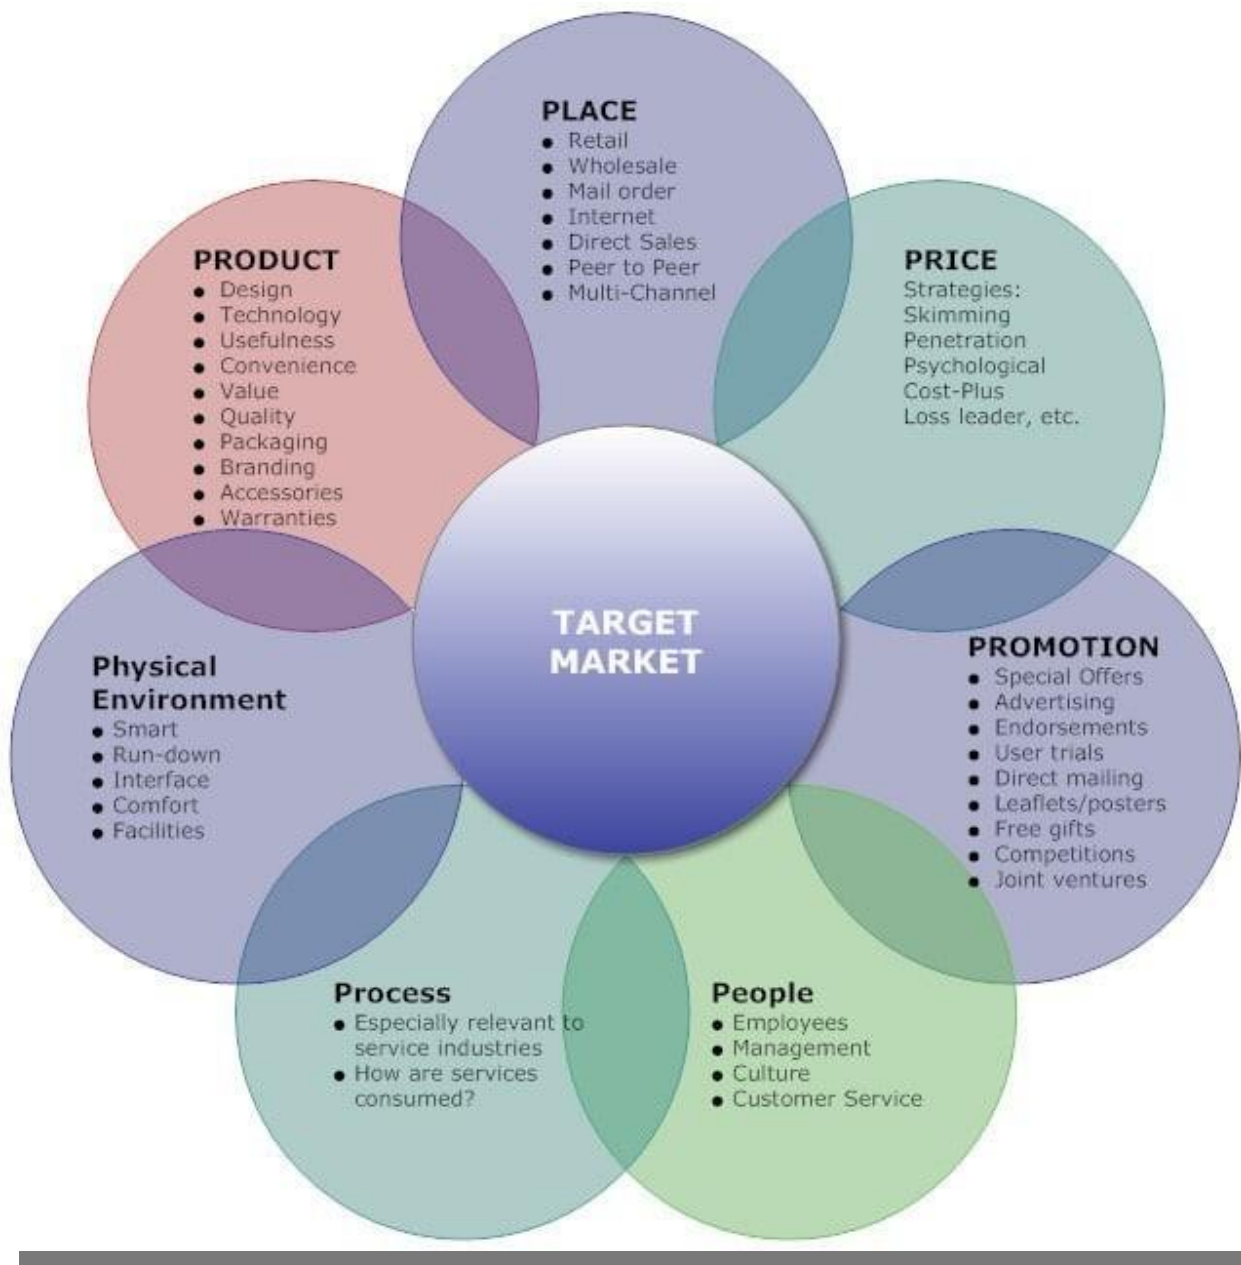 PLACE
● Retail
● Wholesale
● Mail order
● Internet
● Direct Sales
● Peer to Peer
● Multi-Channel
PRODUCT
● Design
● Technology
● Usefulness
● Convenience
● Value
● Quality
● Packaging
● Branding
● Accessories
● Warranties
PRICE
Strategies:
Skimming
Penetration
Psychological
Cost-Plus
Loss leader, etc.
TARGET
MARKET
PROMOTION
● Special Offers
● Advertising
● Endorsements
● User trials
● Direct mailing
● Leaflets/posters
● Free gifts
● Competitions
● Joint ventures
Physical
Environment
● Smart
● Run-down
● Interface
● Comfort
● Facilities
Process
● Especially relevant to
service industries
● How are services
consumed?
People
● Employees
● Management
● Culture
● Customer Service